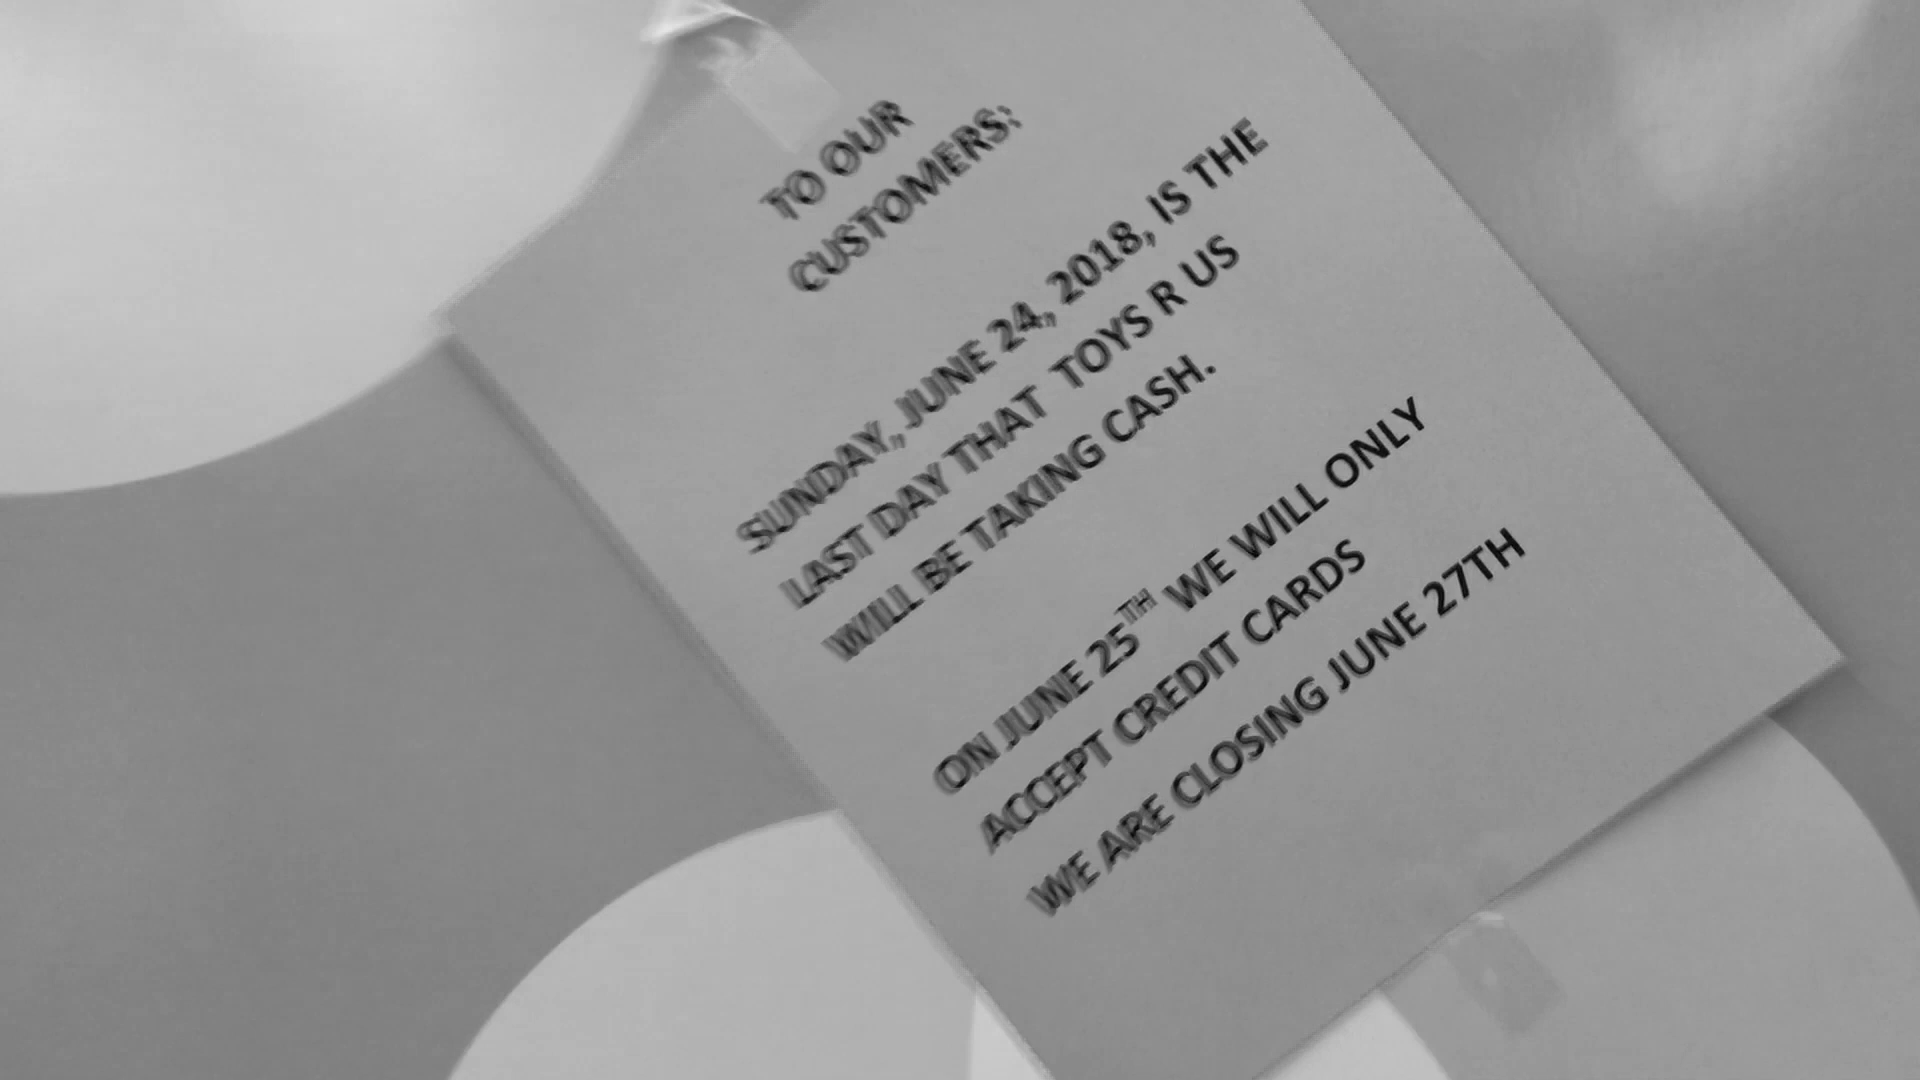 TO OUR
CUSTOMERS:
SUNDAY, JUNE 24, 2018, IS THE
LAST DAY THAT TOYS R US
WILL BE TAKING CASH.
ON JUNE 25TH WE WILL ONLY
ACCEPT CREDIT CARDS
WE ARE CLOSING JUNE 27TH